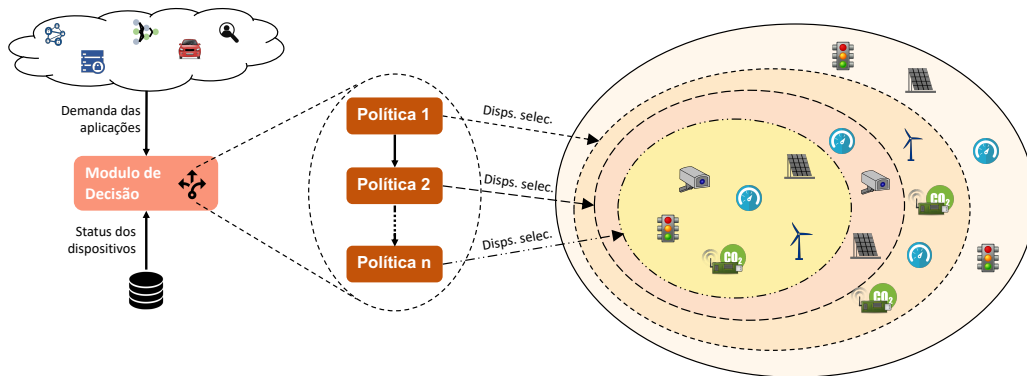 Demanda das
aplicações
Modulo de
Decisão
Status dos
dispositivos
Política 1
Política 2
Política n
Disps. selec.
Disps. selec.
Disps. selec.
CO2
CO2
CO2